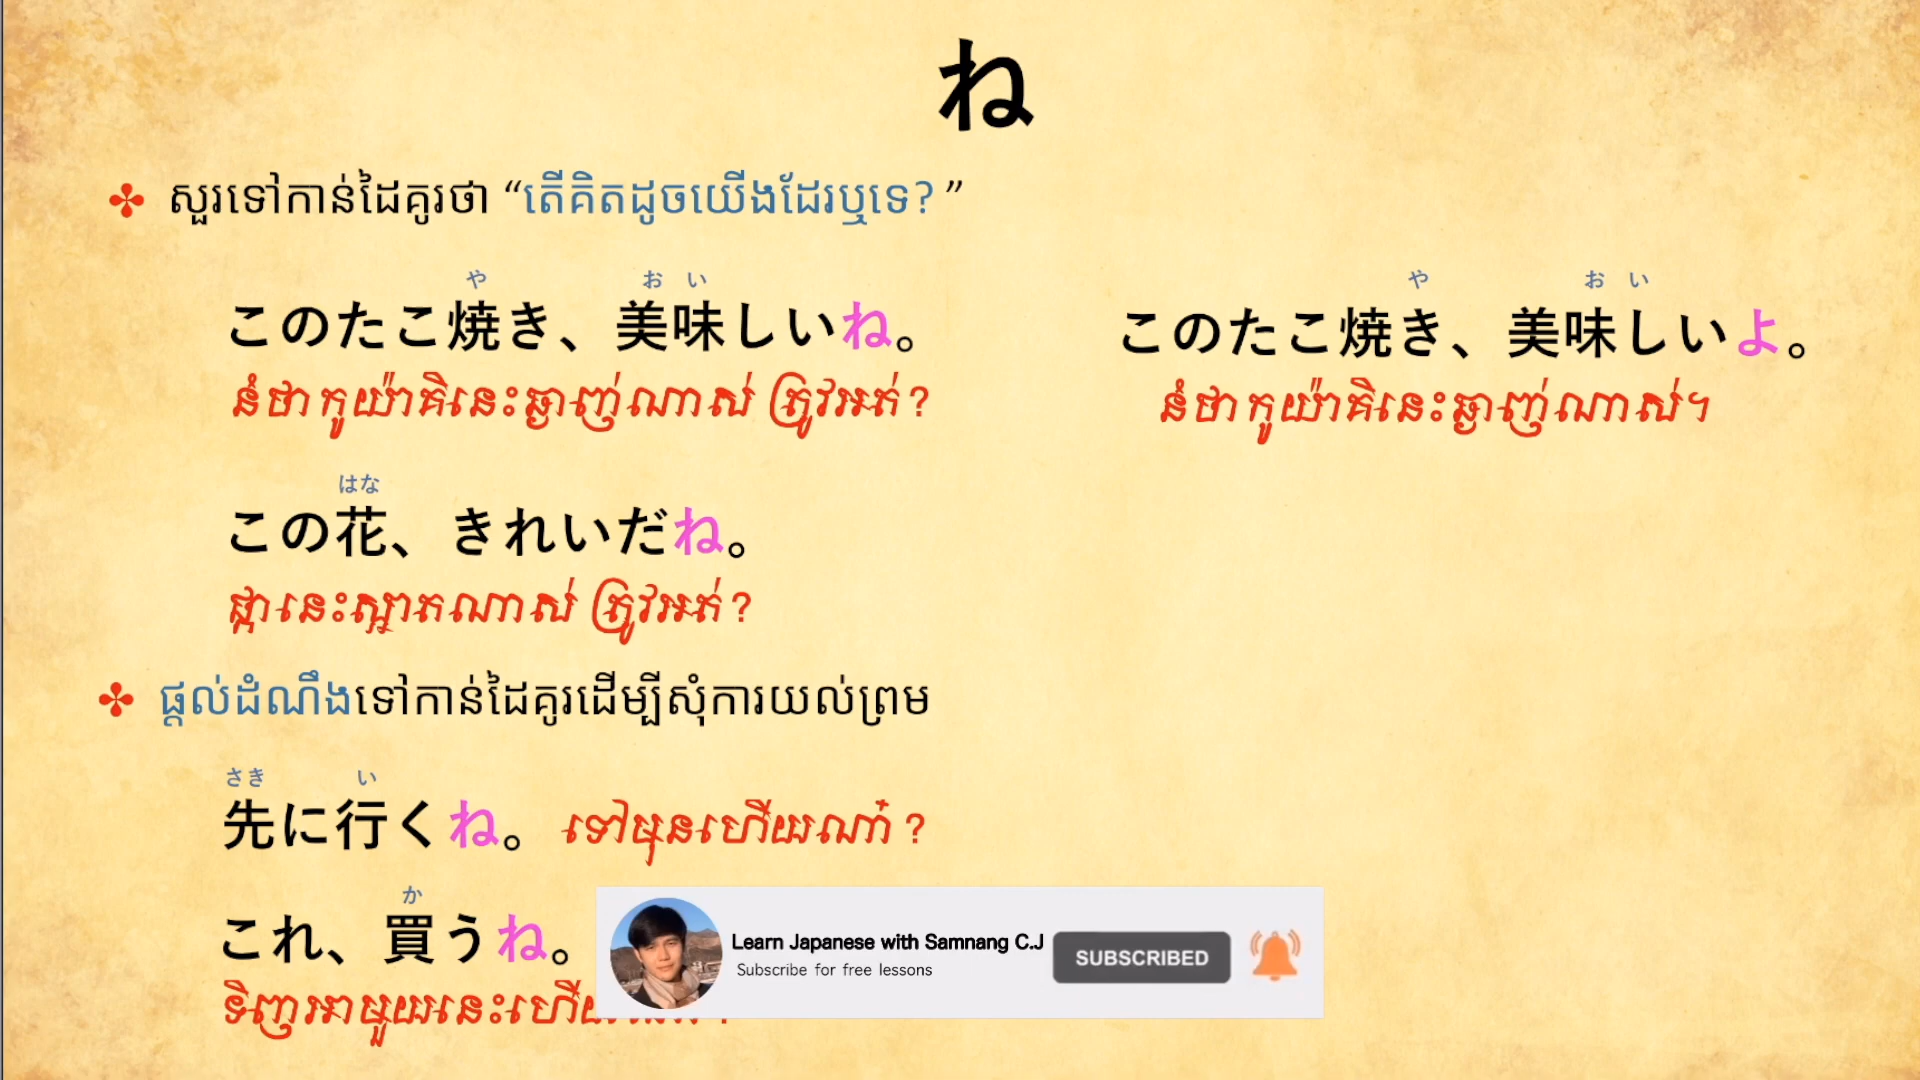 ね
សួរទៅកាន់ដៃគូរថា “តើគិតដូចយើងដែរឬទេ? ”
や お い
このたこ焼き、美味しいね。
នំថាកូយ៉ាគិនេះឆ្ងាញ់ណាស់ ត្រូវអត់?
や お い
このたこ焼き、美味しいよ。
នំថាកូយ៉ាគិនេះឆ្ងាញ់ណាស់។
はな
この花、きれいだね。
ផ្កានេះស្អាតណាស់ ត្រូវអត់?
ផ្តល់ដំណឹងទៅកាន់ដៃគូរដើម្បីសុំការយល់ព្រម
さき い
先に行くね。 ទៅមុនហើយណា៎ ?
か
これ、買うね。
ទិញអាមួយនេះ
Learn Japanese with Samnang C.J
Subscribe for free lessons
SUBSCRIBED